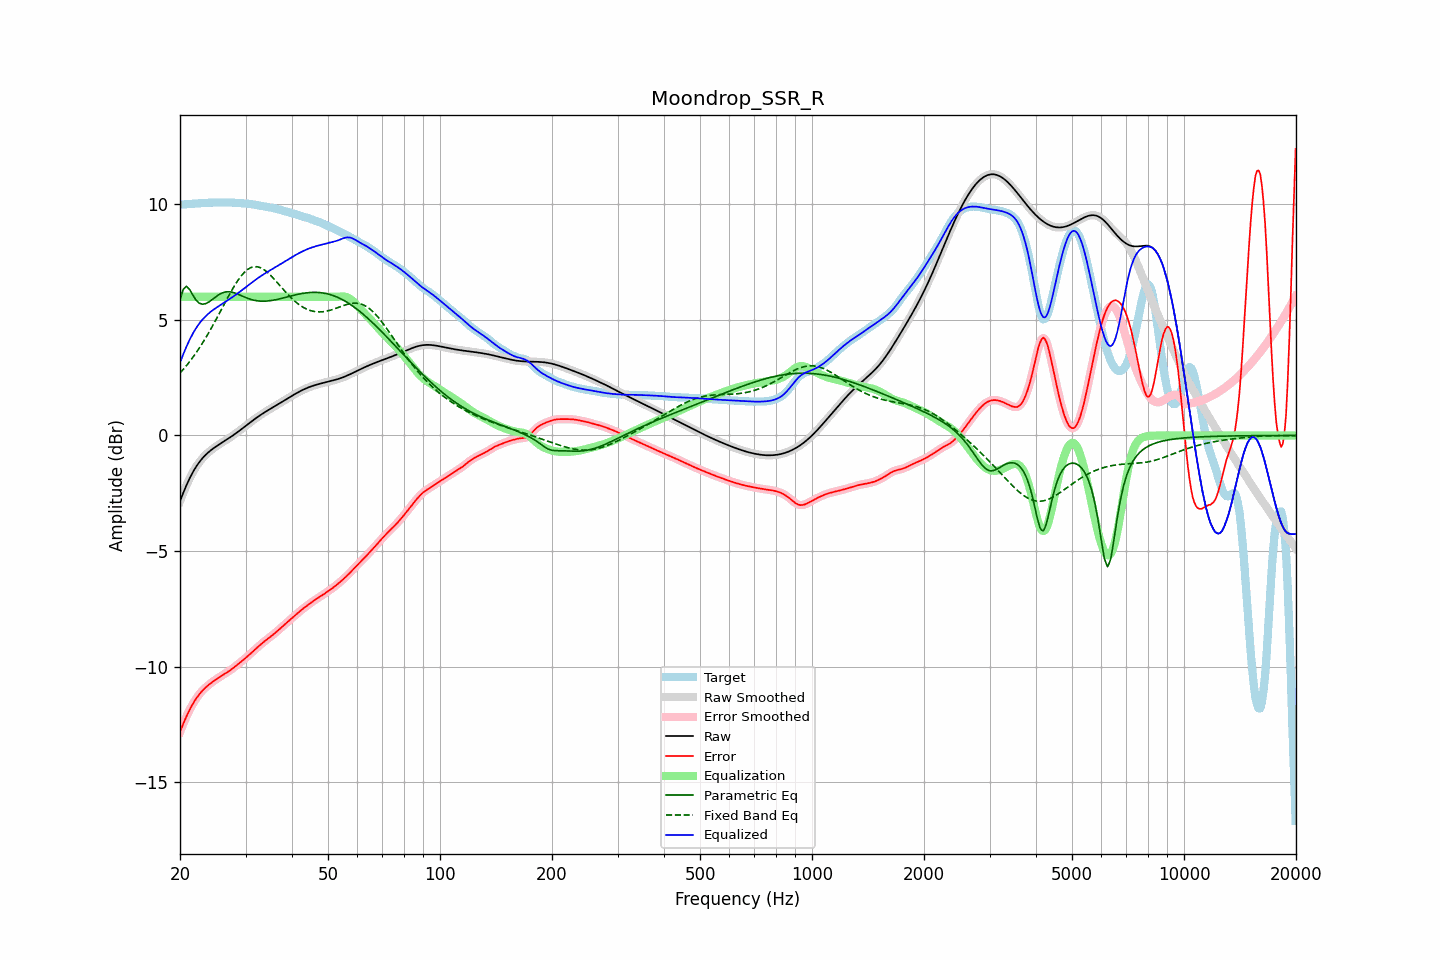 Moondrop_SSR_R
Amplitude (dBr)
10
5
0
−5
−10
−15
Target
Raw Smoothed
Error Smoothed
Raw
Error
Equalization
Parametric Eq
Fixed Band Eq
Equalized
20 50 100 200 500 1000 2000 5000 10000 20000
Frequency (Hz)